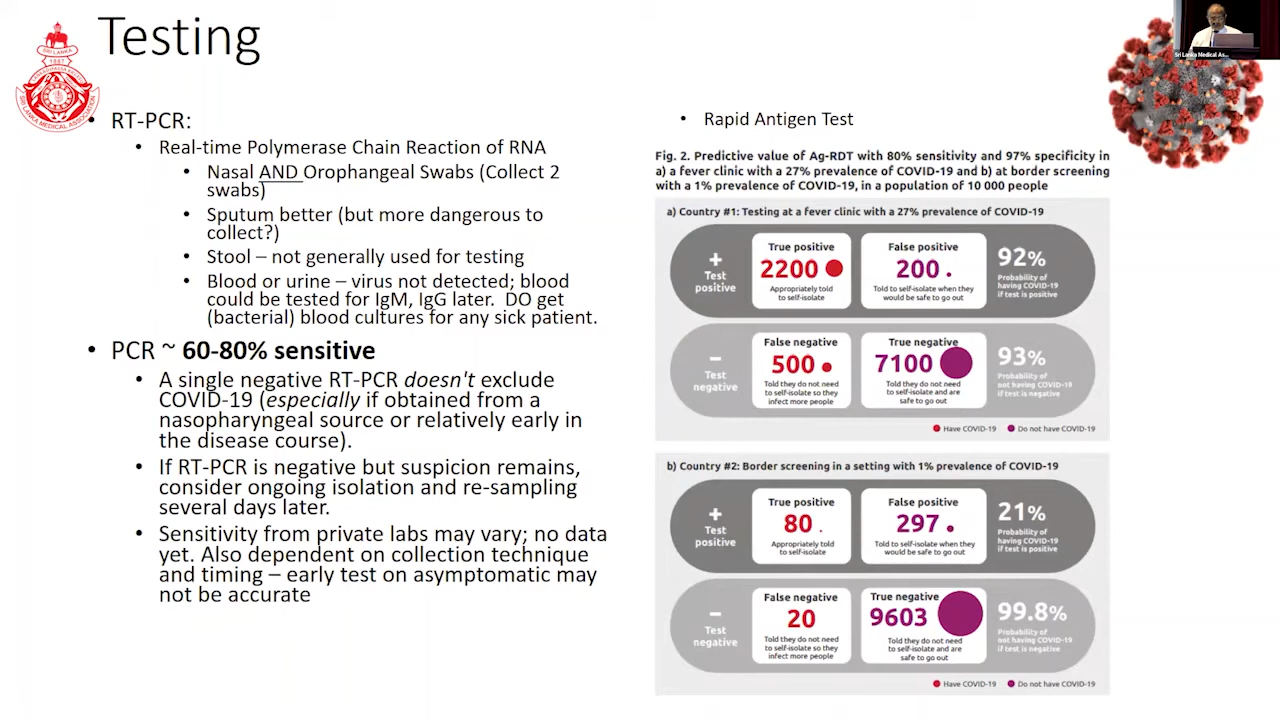 Testing
SRI LANKA
1887
SRI LANKA MEDICAL ASSOCIATION
Sri Lanka Medical As...
• RT-PCR:
• Real-time Polymerase Chain Reaction of RNA
• Nasal AND Orophangeal Swabs (Collect 2
swabs)
• Sputum better (but more dangerous to
collect?)
• Stool – not generally used for testing
• Blood or urine – virus not detected; blood
could be tested for IgM, IgG later. DO get
(bacterial) blood cultures for any sick patient.
• PCR ~ 60-80% sensitive
• A single negative RT-PCR doesn't exclude
COVID-19 (especially if obtained from a
nasopharyngeal source or relatively early in
the disease course).
• If RT-PCR is negative but suspicion remains,
consider ongoing isolation and re-sampling
several days later.
• Sensitivity from private labs may vary; no data
yet. Also dependent on collection technique
and timing – early test on asymptomatic may
not be accurate
• Rapid Antigen Test
Fig. 2. Predictive value of Ag-RDT with 80% sensitivity and 97% specificity in
a) a fever clinic with a 27% prevalence of COVID-19 and b) at border screening
with a 1% prevalence of COVID-19, in a population of 10 000 people
a) Country #1: Testing at a fever clinic with a 27% prevalence of COVID-19
+
Test
positive
True positive
2200
Appropriately told
to self-isolate
False positive
200
Told to self-isolate when they
would be safe to go out
92%
Probability of
having COVID-19
if test is positive
–
Test
negative
False negative
500
Told they do not need
to self-isolate so they
infect more people
True negative
7100
Told they do not need
to self-isolate and are
safe to go out
93%
Probability of
not having COVID-19
if test is negative
Have COVID-19 Do not have COVID-19
b) Country #2: Border screening in a setting with 1% prevalence of COVID-19
+
Test
positive
True positive
80
Appropriately told
to self-isolate
False positive
297
Told to self-isolate when they
would be safe to go out
21%
Probability of
having COVID-19
if test is positive
–
Test
negative
False negative
20
Told they do not need
to self-isolate so they
infect more people
True negative
9603
Told they do not need
to self-isolate and are
safe to go out
99.8%
Probability of
not having COVID-19
if test is negative
Have COVID-19 Do not have COVID-19